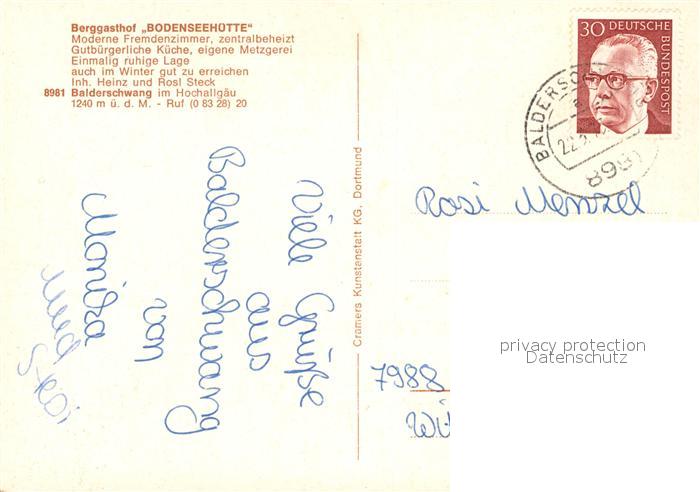 Berggasthof „BODENSEEHÜTTE"
Moderne Fremdenzimmer, zentralbeheizt
Gutbürgerliche Küche, eigene Metzgerei
Einmalig ruhige Lage
auch im Winter gut zu erreichen
Inh. Heinz und Rosl Steck
8981 Balderschwang im Hochallgäu
1240 m ü. d. M. - Ruf (0 83 28) 20
30 DEUTSCHE
BUNDESPOST
8981
Viele Grüße
aus
Balderschwang
von
Monika
und
Cramers Kunstanstalt KG, Dortmund
Rosi Menzel
privacy protection
Datenschutz
7988